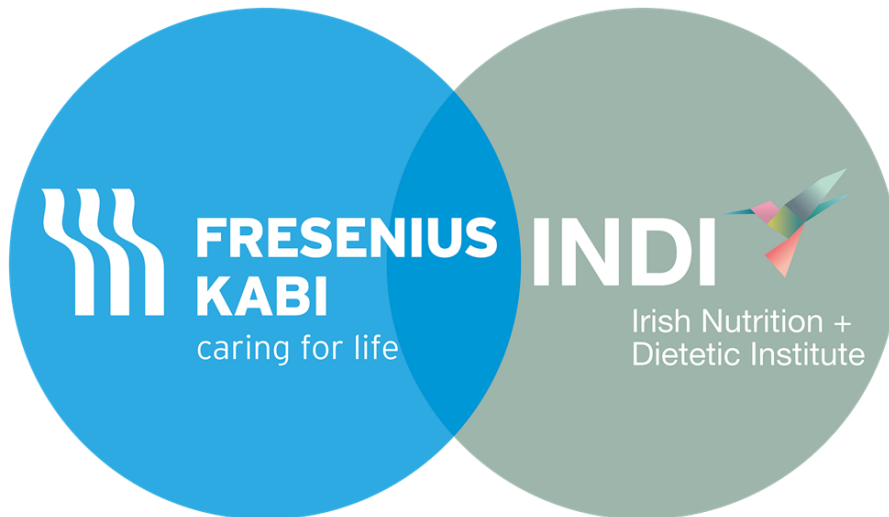 FRESENIUS
KABI
caring for life
INDI
Irish Nutrition +
Dietetic Institute